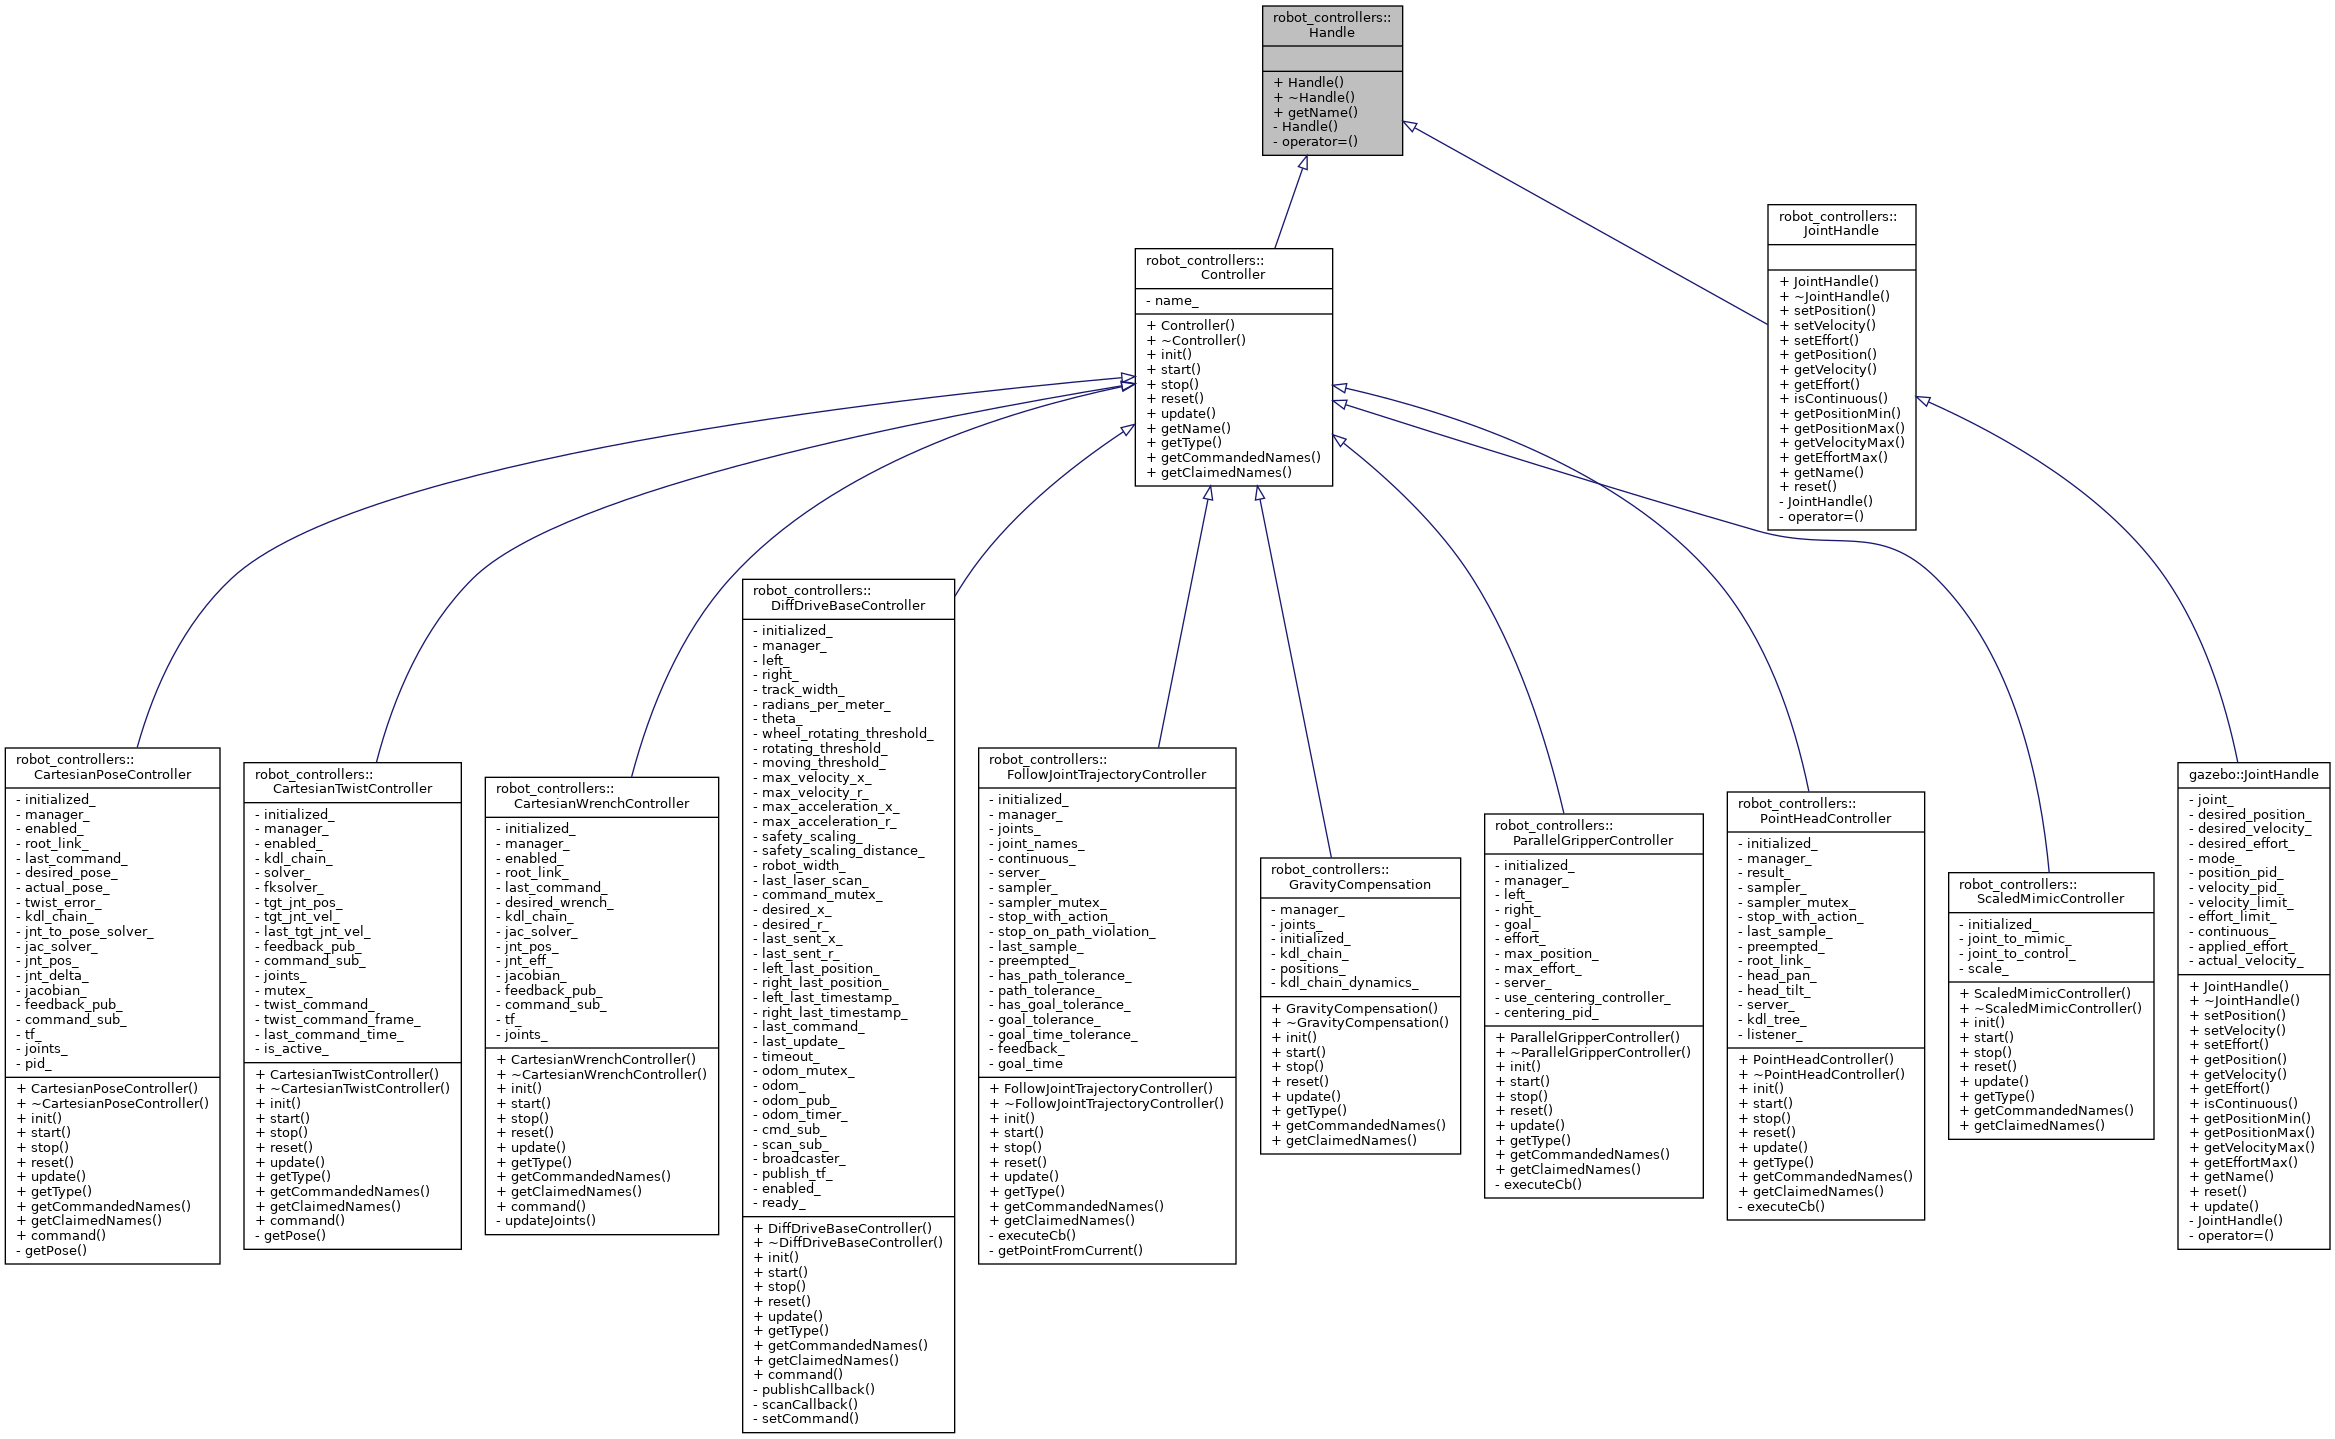 robot_controllers::
Handle
+ Handle()
+ ~Handle()
+ getName()
- Handle()
- operator=()
robot_controllers::
JointHandle
+ JointHandle()
+ ~JointHandle()
+ setPosition()
+ setVelocity()
+ setEffort()
+ getPosition()
+ getVelocity()
+ getEffort()
+ isContinuous()
+ getPositionMin()
+ getPositionMax()
+ getVelocityMax()
+ getEffortMax()
+ getName()
+ reset()
- JointHandle()
- operator=()
robot_controllers::
Controller
- name_
+ Controller()
+ ~Controller()
+ init()
+ start()
+ stop()
+ reset()
+ update()
+ getName()
+ getType()
+ getCommandedNames()
+ getClaimedNames()
robot_controllers::
CartesianPoseController
- initialized_
- manager_
- enabled_
- root_link_
- last_command_
- desired_pose_
- actual_pose_
- twist_error_
- kdl_chain_
- jnt_to_pose_solver_
- jac_solver_
- jnt_pos_
- jnt_delta_
- jacobian_
- feedback_pub_
- command_sub_
- tf_
- joints_
- pid_
+ CartesianPoseController()
+ ~CartesianPoseController()
+ init()
+ start()
+ stop()
+ reset()
+ update()
+ getType()
+ getCommandedNames()
+ getClaimedNames()
+ command()
- getPose()
robot_controllers::
CartesianTwistController
- initialized_
- manager_
- enabled_
- kdl_chain_
- solver_
- fksolver_
- tgt_jnt_pos_
- tgt_jnt_vel_
- last_tgt_jnt_vel_
- feedback_pub_
- command_sub_
- joints_
- mutex_
- twist_command_
- twist_command_frame_
- last_command_time_
- is_active_
+ CartesianTwistController()
+ ~CartesianTwistController()
+ init()
+ start()
+ stop()
+ reset()
+ update()
+ getType()
+ getCommandedNames()
+ getClaimedNames()
+ command()
- getPose()
robot_controllers::
CartesianWrenchController
- initialized_
- manager_
- enabled_
- root_link_
- last_command_
- desired_wrench_
- kdl_chain_
- jac_solver_
- jnt_pos_
- jnt_eff_
- jacobian_
- feedback_pub_
- command_sub_
- tf_
- joints_
+ CartesianWrenchController()
+ ~CartesianWrenchController()
+ init()
+ start()
+ stop()
+ reset()
+ update()
+ getType()
+ getCommandedNames()
+ getClaimedNames()
+ command()
- updateJoints()
robot_controllers::
DiffDriveBaseController
- initialized_
- manager_
- left_
- right_
- track_width_
- radians_per_meter_
- theta_
- wheel_rotating_threshold_
- rotating_threshold_
- moving_threshold_
- max_velocity_x_
- max_velocity_r_
- max_acceleration_x_
- max_acceleration_r_
- safety_scaling_
- safety_scaling_distance_
- robot_width_
- last_laser_scan_
- command_mutex_
- desired_x_
- desired_r_
- last_sent_x_
- last_sent_r_
- left_last_position_
- right_last_position_
- left_last_timestamp_
- right_last_timestamp_
- last_command_
- last_update_
- timeout_
- odom_mutex_
- odom_
- odom_pub_
- odom_timer_
- cmd_sub_
- scan_sub_
- broadcaster_
- publish_tf_
- enabled_
- ready_
+ DiffDriveBaseController()
+ ~DiffDriveBaseController()
+ init()
+ start()
+ stop()
+ reset()
+ update()
+ getType()
+ getCommandedNames()
+ getClaimedNames()
+ command()
- publishCallback()
- scanCallback()
- setCommand()
robot_controllers::
FollowJointTrajectoryController
- initialized_
- manager_
- joints_
- joint_names_
- continuous_
- server_
- sampler_
- sampler_mutex_
- stop_with_action_
- stop_on_path_violation_
- last_sample_
- preempted_
- has_path_tolerance_
- path_tolerance_
- has_goal_tolerance_
- goal_tolerance_
- goal_time_tolerance_
- feedback_
- goal_time
+ FollowJointTrajectoryController()
+ ~FollowJointTrajectoryController()
+ init()
+ start()
+ stop()
+ reset()
+ update()
+ getType()
+ getCommandedNames()
+ getClaimedNames()
- executeCb()
- getPointFromCurrent()
robot_controllers::
GravityCompensation
- manager_
- joints_
- initialized_
- kdl_chain_
- positions_
- kdl_chain_dynamics_
+ GravityCompensation()
+ ~GravityCompensation()
+ init()
+ start()
+ stop()
+ reset()
+ update()
+ getType()
+ getCommandedNames()
+ getClaimedNames()
robot_controllers::
ParallelGripperController
- initialized_
- manager_
- left_
- right_
- goal_
- effort_
- max_position_
- max_effort_
- server_
- use_centering_controller_
- centering_pid_
+ ParallelGripperController()
+ ~ParallelGripperController()
+ init()
+ start()
+ stop()
+ reset()
+ update()
+ getType()
+ getCommandedNames()
+ getClaimedNames()
- executeCb()
robot_controllers::
PointHeadController
- initialized_
- manager_
- result_
- sampler_
- sampler_mutex_
- stop_with_action_
- last_sample_
- preempted_
- root_link_
- head_pan_
- head_tilt_
- server_
- kdl_tree_
- listener_
+ PointHeadController()
+ ~PointHeadController()
+ init()
+ start()
+ stop()
+ reset()
+ update()
+ getType()
+ getCommandedNames()
+ getClaimedNames()
- executeCb()
robot_controllers::
ScaledMimicController
- initialized_
- joint_to_mimic_
- joint_to_control_
- scale_
+ ScaledMimicController()
+ ~ScaledMimicController()
+ init()
+ start()
+ stop()
+ reset()
+ update()
+ getType()
+ getCommandedNames()
+ getClaimedNames()
gazebo::JointHandle
- joint_
- desired_position_
- desired_velocity_
- desired_effort_
- mode_
- position_pid_
- velocity_pid_
- velocity_limit_
- effort_limit_
- continuous_
- applied_effort_
- actual_velocity_
+ JointHandle()
+ ~JointHandle()
+ setPosition()
+ setVelocity()
+ setEffort()
+ getPosition()
+ getVelocity()
+ getEffort()
+ isContinuous()
+ getPositionMin()
+ getPositionMax()
+ getVelocityMax()
+ getEffortMax()
+ getName()
+ reset()
+ update()
- JointHandle()
- operator=()